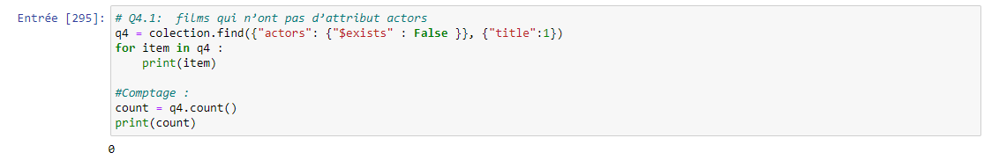 Entrée [295]: # Q4.1:  films qui n’ont pas d’attribut actors
q4 = colection.find({"actors": {"$exists" : False }}, {"title":1})
for item in q4 :
    print(item)
#Comptage :
count = q4.count()
print(count)
0